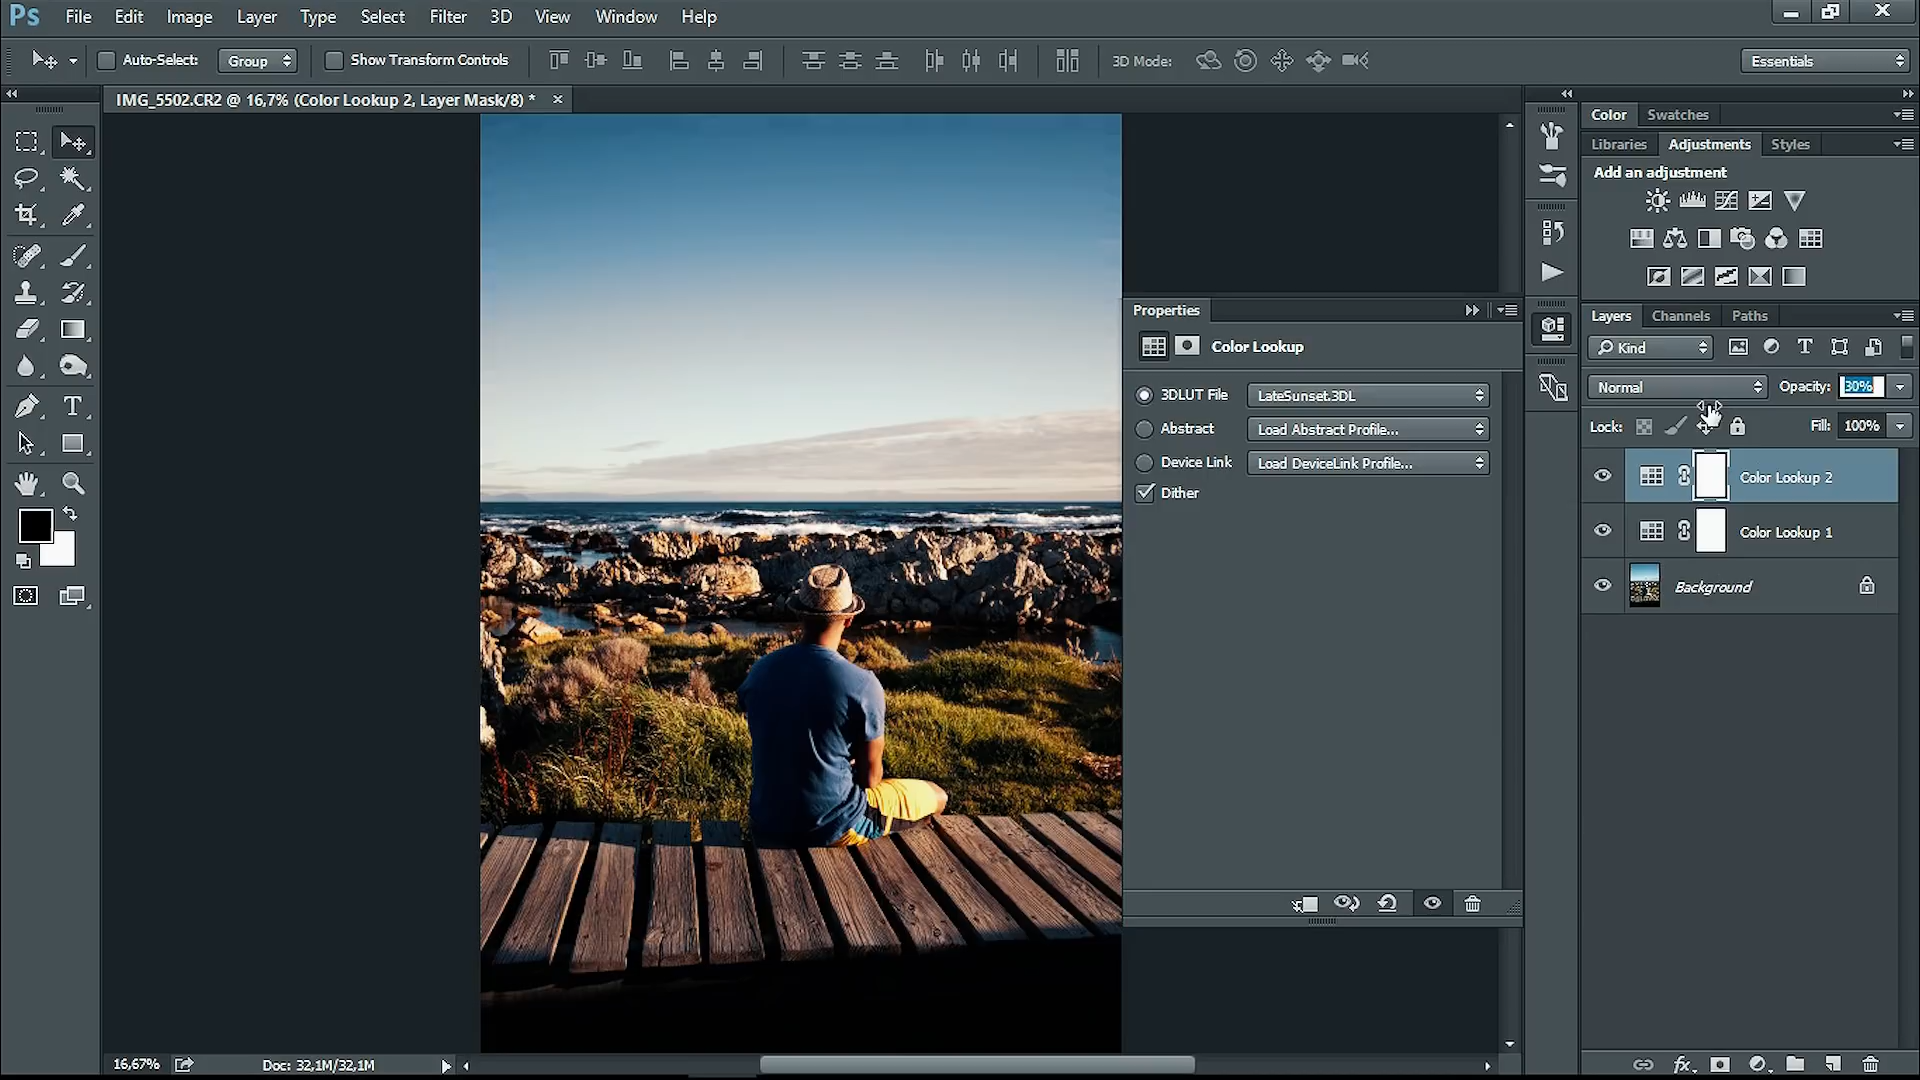 Ps File Edit Image Layer Type Select Filter 3D View Window Help
Auto-Select: Group Show Transform Controls 3D Mode: Essentials
IMG_5502.CR2 @ 16,7% (Color Lookup 2, Layer Mask/8) * ×
Color Swatches
Libraries Adjustments Styles
Add an adjustment
Properties
Color Lookup
3DLUT File LateSunset.3DL
Abstract Load Abstract Profile...
Device Link Load DeviceLink Profile...
Dither
Layers Channels Paths
Kind
Normal Opacity: 30%
Lock: Fill: 100%
Color Lookup 2
Color Lookup 1
Background
16,67% Doc: 32,1M/32,1M